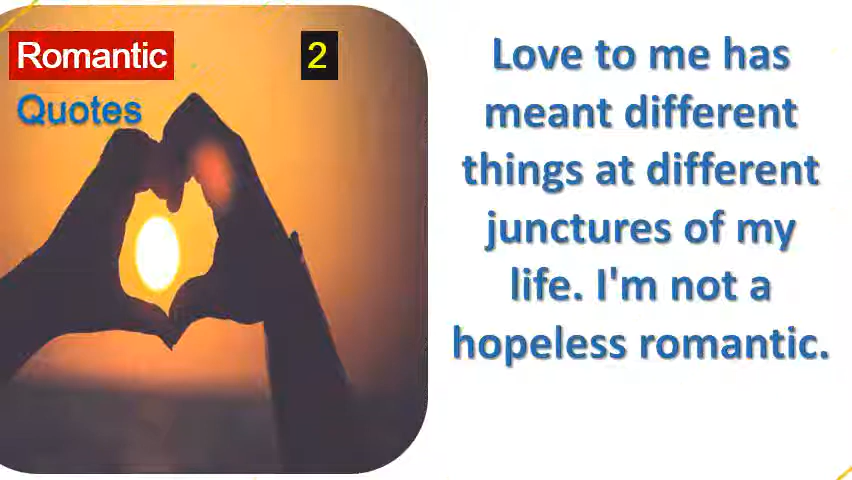 Romantic 2
Quotes
Love to me has
meant different
things at different
junctures of my
life. I'm not a
hopeless romantic.